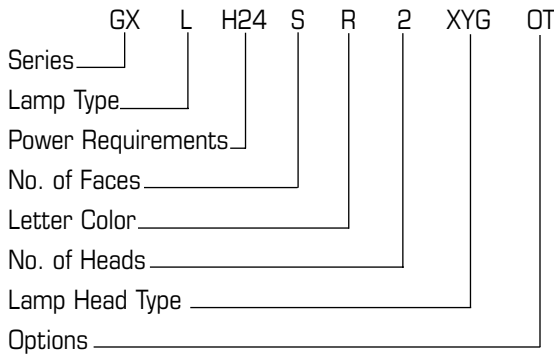 GX L H24 S R 2 XYG OT
Series
Lamp Type
Power Requirements
No. of Faces
Letter Color
No. of Heads
Lamp Head Type
Options